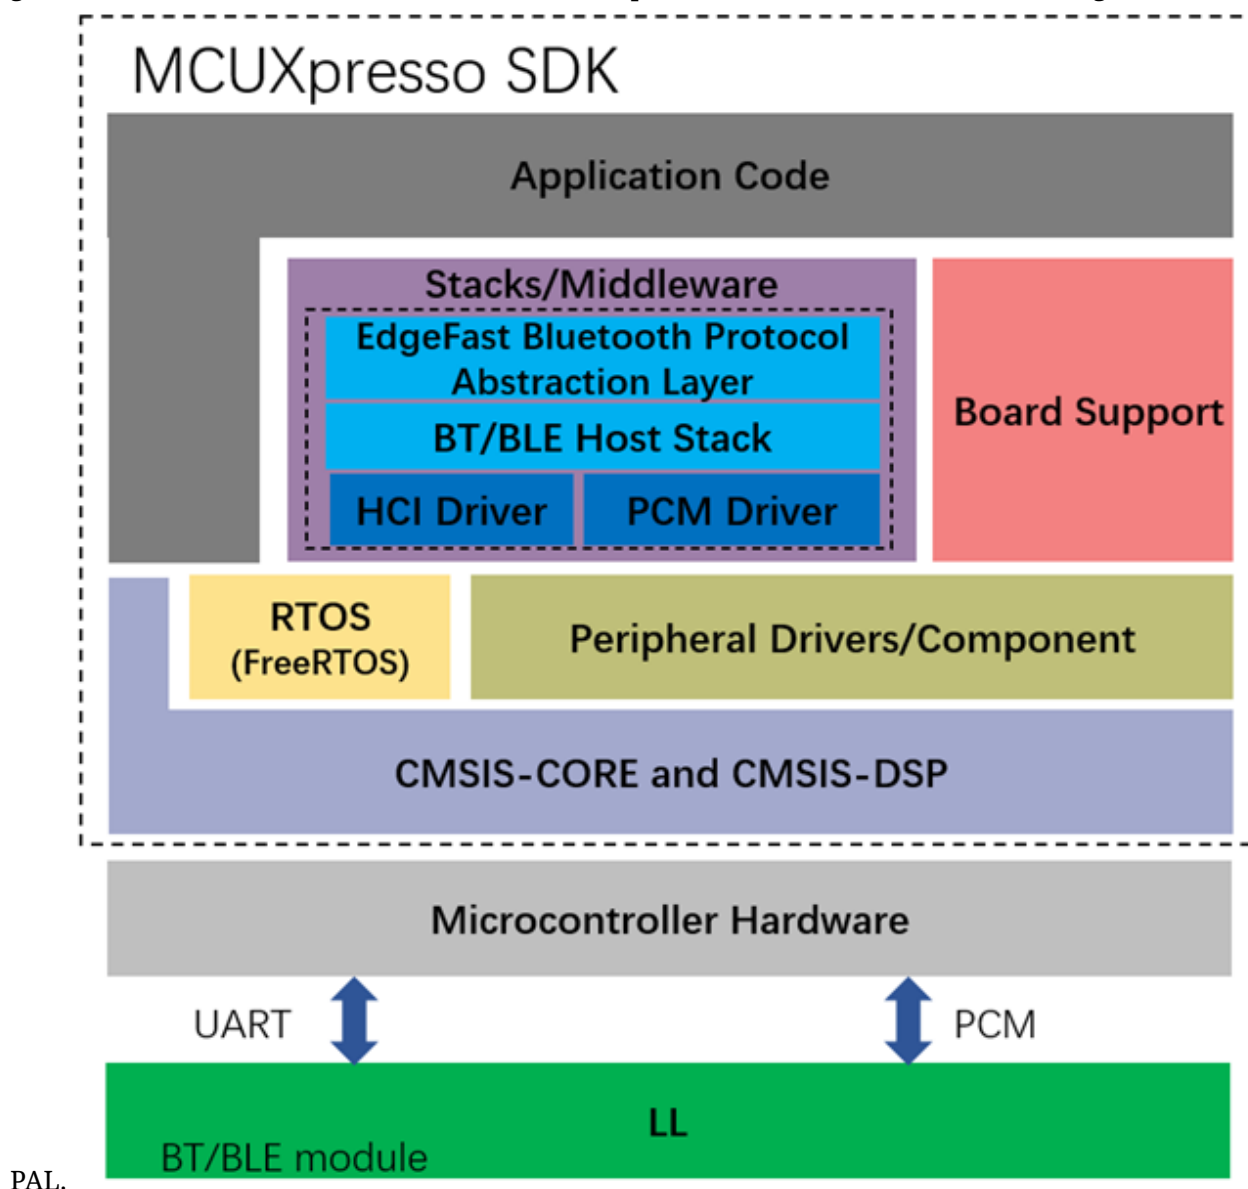 MCUXpresso SDK
Application Code
Stacks/Middleware
EdgeFast Bluetooth Protocol
Abstraction Layer
BT/BLE Host Stack
HCI Driver
PCM Driver
Board Support
RTOS
(FreeRTOS)
Peripheral Drivers/Component
CMSIS-CORE and CMSIS-DSP
Microcontroller Hardware
UART
PCM
LL
BT/BLE module
PAL.